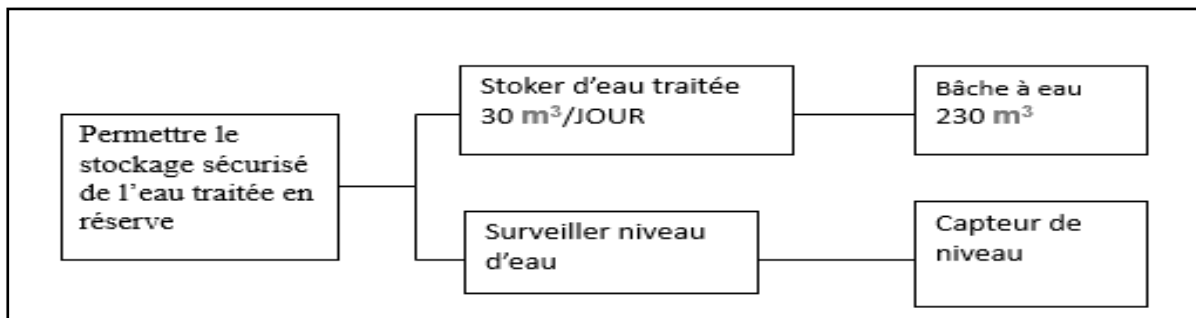 Permettre le
stockage sécurisé
de l'eau traitée en
réserve
Stoker d'eau traitée
30 m³/JOUR
Bâche à eau
230 m³
Surveiller niveau
d'eau
Capteur de
niveau